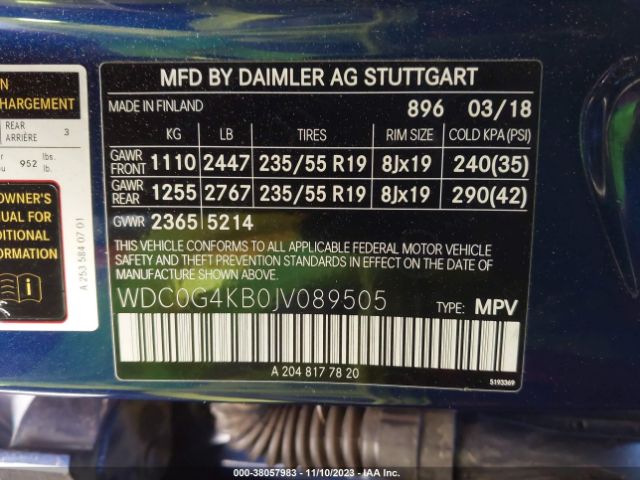 N
HARGEMENT
REAR
ARRIÈRE
3
952 lbs.
lb.
OWNER'S
NUAL FOR
DITIONAL
ORMATION
A 253 584 07 01
MFD BY DAIMLER AG STUTTGART
MADE IN FINLAND 896 03/18
KG LB TIRES RIM SIZE COLD KPA (PSI)
GAWR FRONT 1110 2447 235/55 R19 8Jx19 240(35)
GAWR REAR 1255 2767 235/55 R19 8Jx19 290(42)
GVWR 2365 5214
THIS VEHICLE CONFORMS TO ALL APPLICABLE FEDERAL MOTOR VEHICLE
SAFETY AND THEFT PREVENTION STANDARDS IN EFFECT ON THE DATE OF
MANUFACTURE SHOWN ABOVE.
WDC0G4KB0JV089505 TYPE: MPV
A 204 817 78 20
5193369
000-38057983 - 11/10/2023 - IAA Inc.